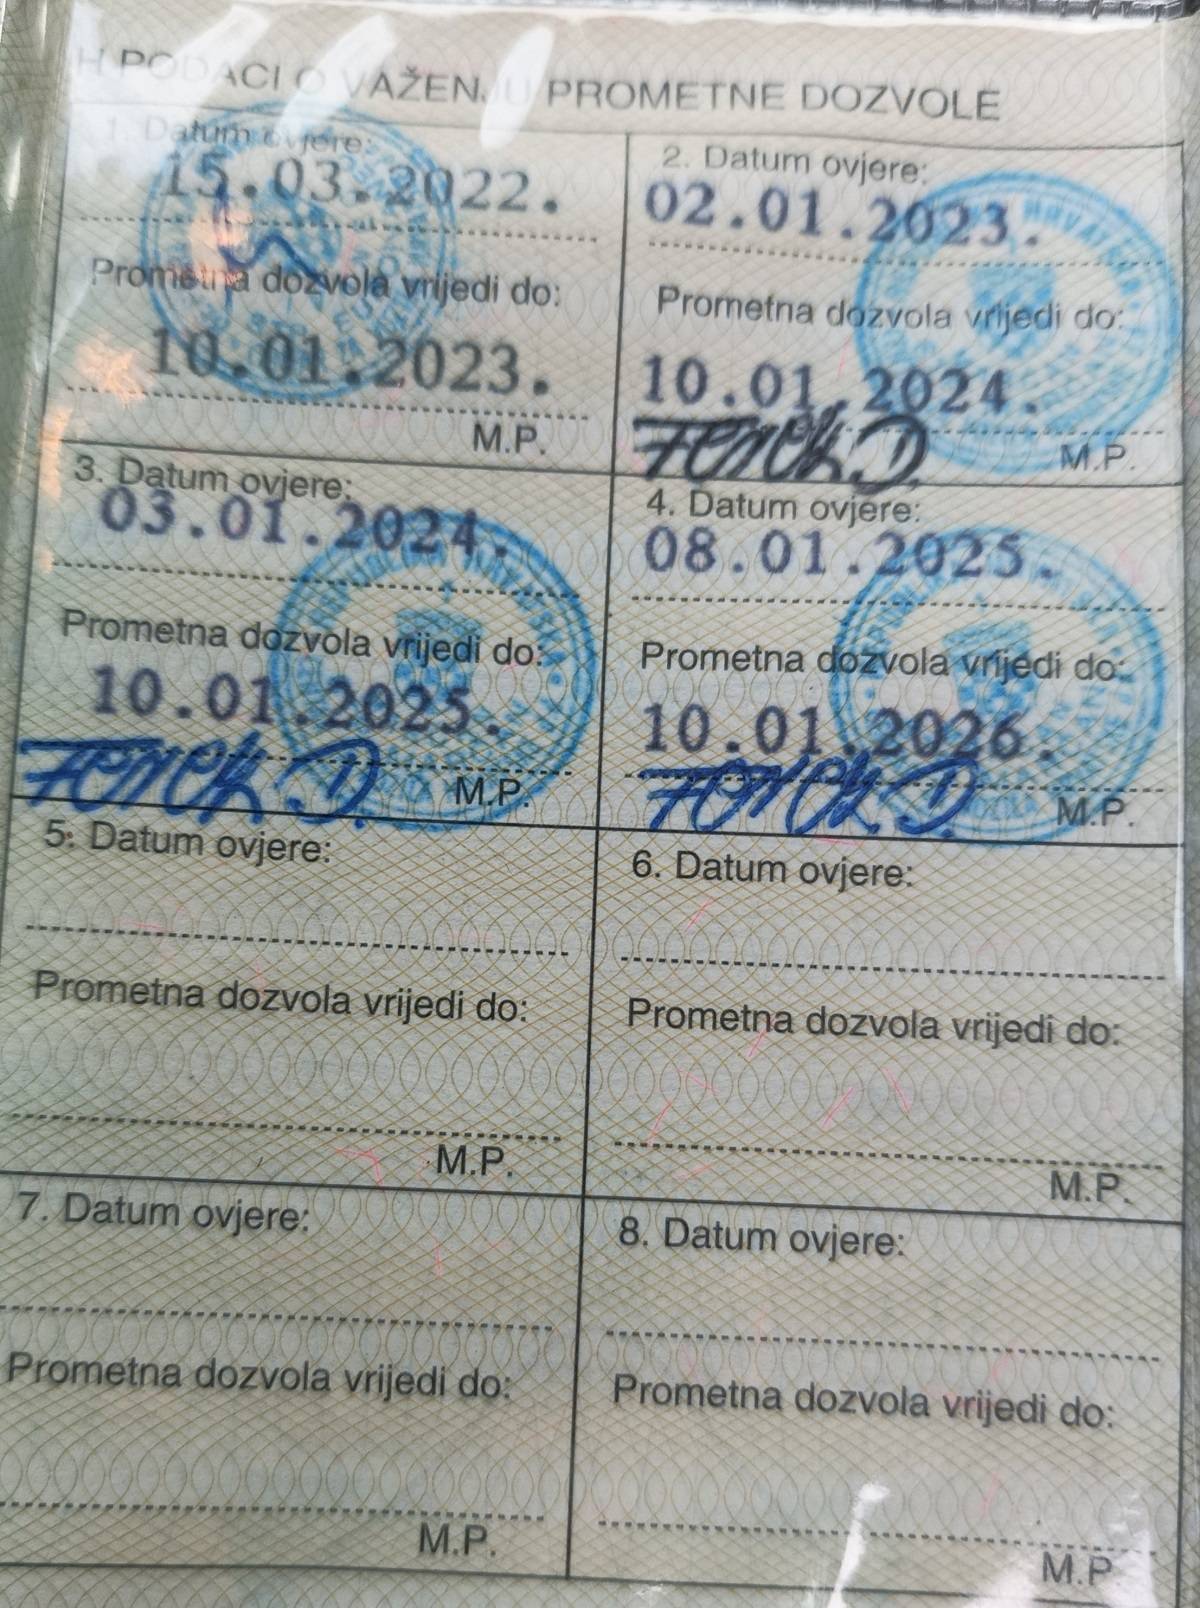 H PODACI O VAŽENJU PROMETNE DOZVOLE
1. Datum ovjere:
15.03.2022.
Prometna dozvola vrijedi do:
10.01.2023.
M.P.
2. Datum ovjere:
02.01.2023.
Prometna dozvola vrijedi do:
10.01.2024.
M.P.
3. Datum ovjere:
03.01.2024.
Prometna dozvola vrijedi do:
10.01.2025.
M.P.
4. Datum ovjere:
08.01.2025.
Prometna dozvola vrijedi do:
10.01.2026.
M.P.
5. Datum ovjere:
Prometna dozvola vrijedi do:
M.P.
6. Datum ovjere:
Prometna dozvola vrijedi do:
M.P.
7. Datum ovjere:
Prometna dozvola vrijedi do:
M.P.
8. Datum ovjere:
Prometna dozvola vrijedi do:
M.P.